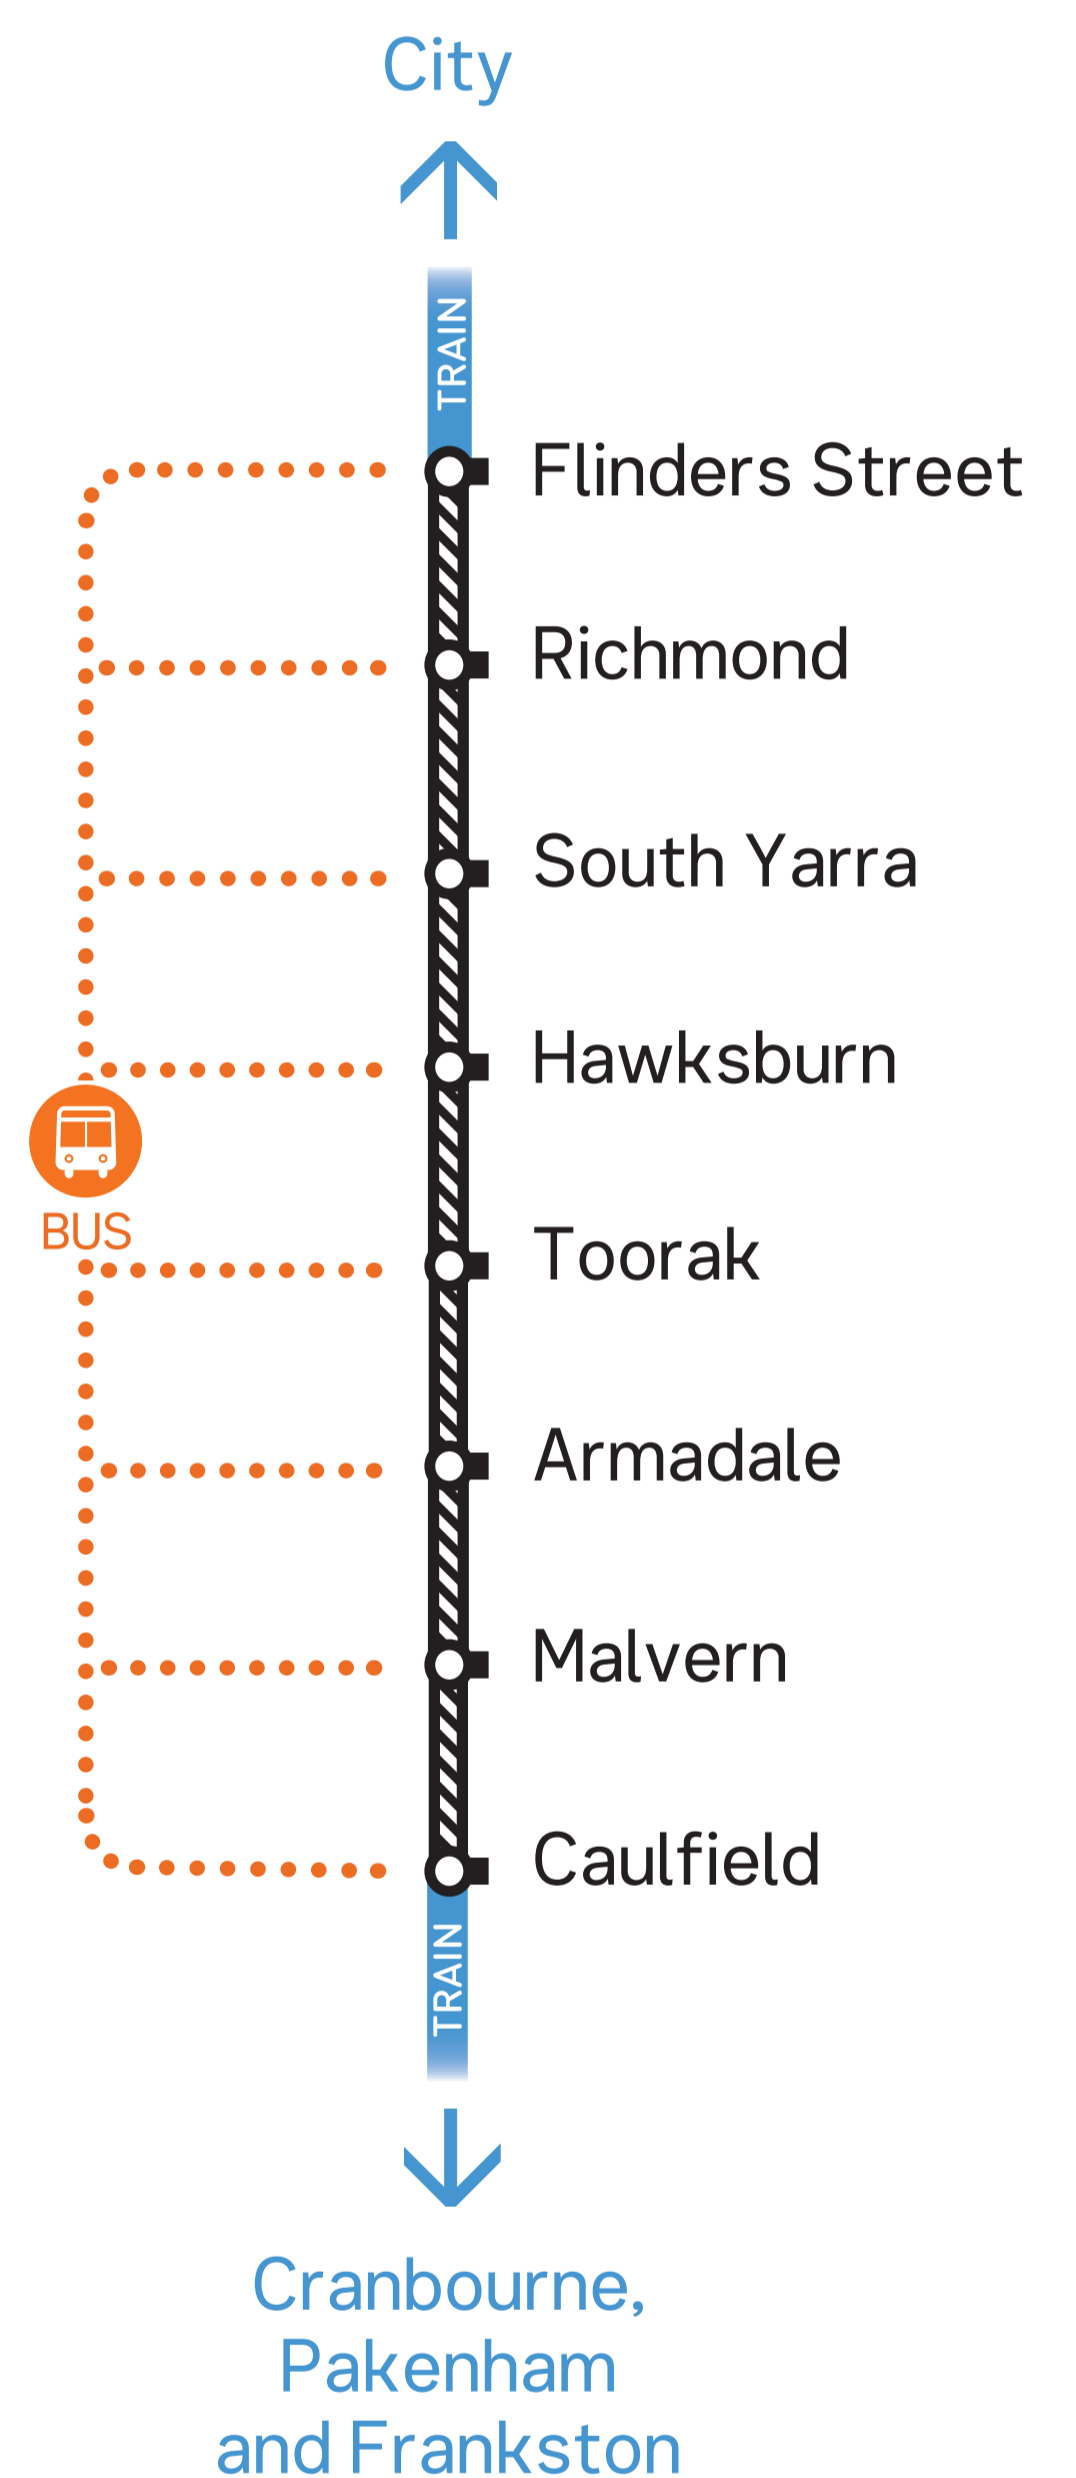 City
TRAIN
Flinders Street
Richmond
South Yarra
Hawksburn
BUS
Toorak
Armadale
Malvern
Caulfield
TRAIN
Cranbourne,
Pakenham
and Frankston